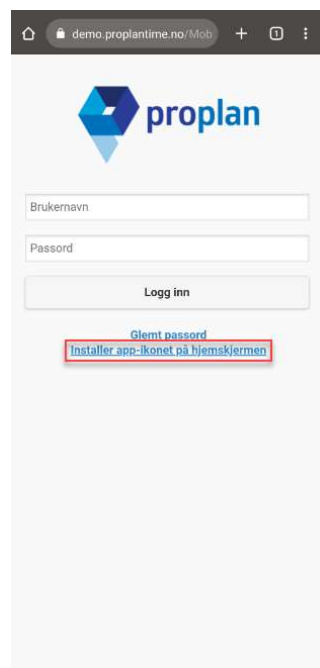 demo.proplantime.no/Mob
1
proplan
Brukernavn
Passord
Logg inn
Glemt passord
Installer app-ikonet på hjemskjermen